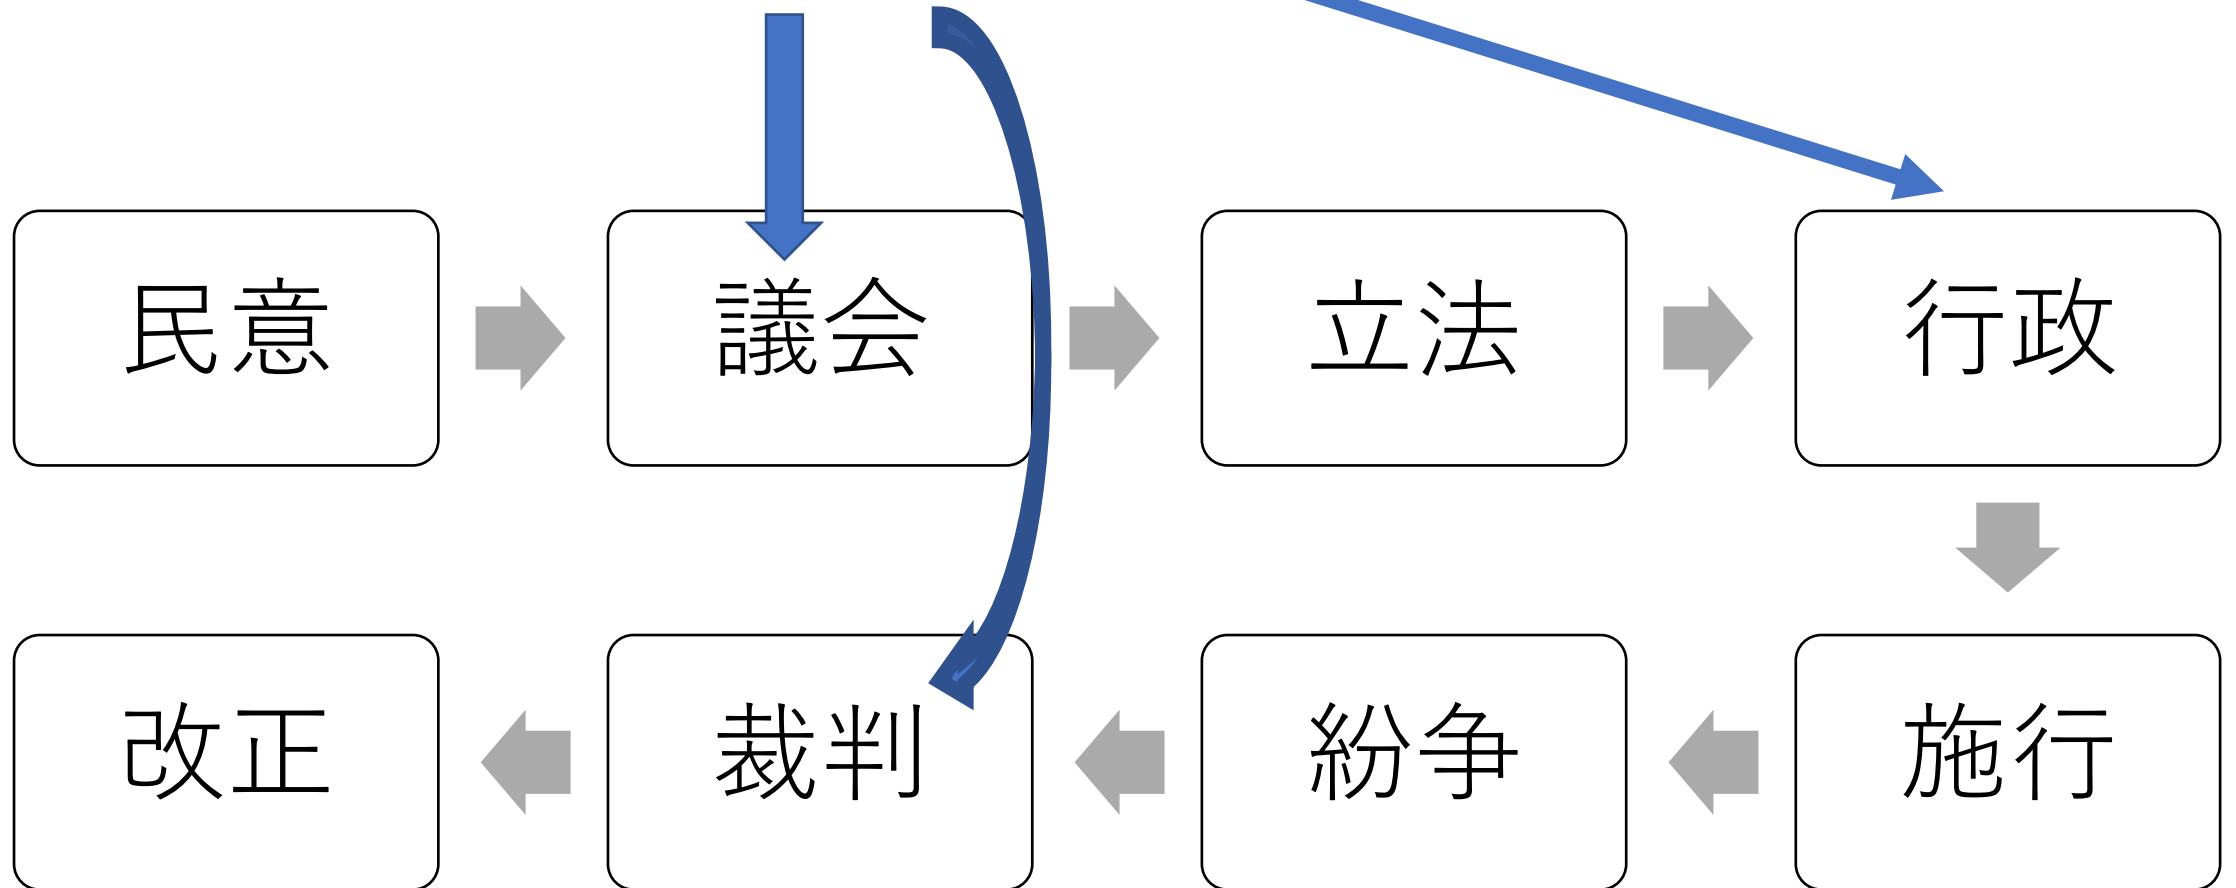 民意
議会
立法
行政
施行
紛争
裁判
改正